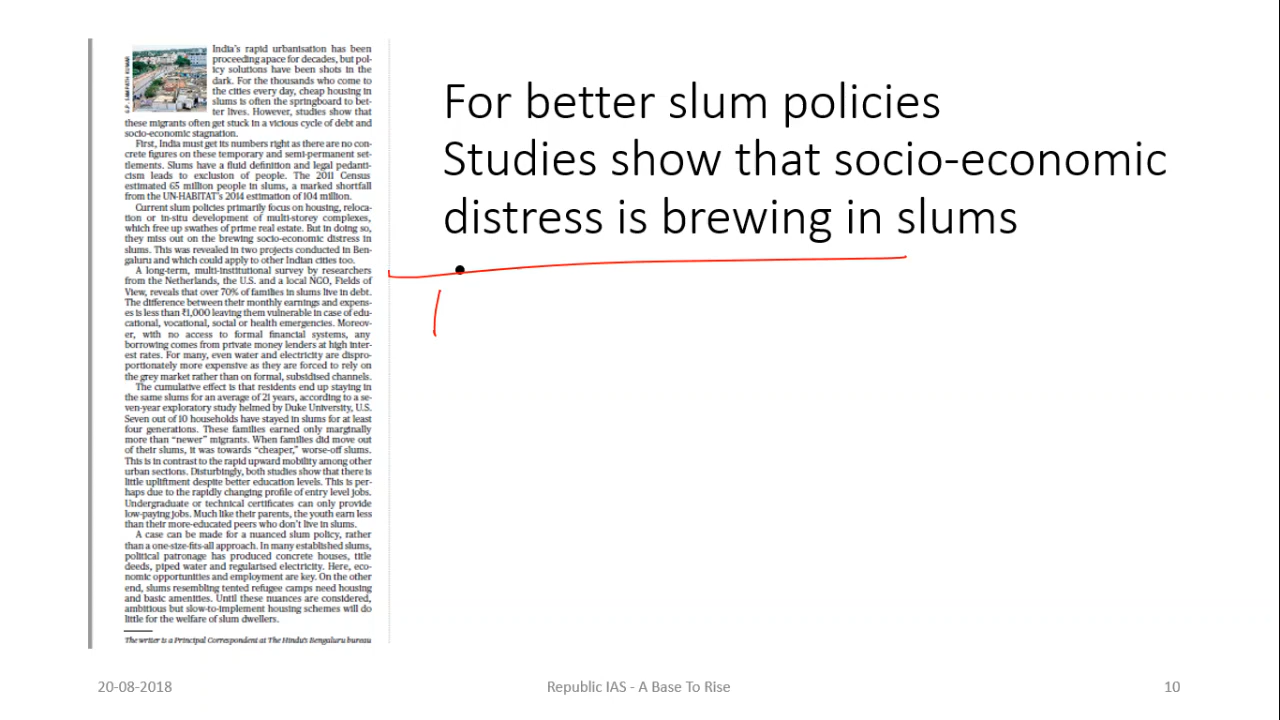 India's rapid urbanisation has been
proceeding apace for decades, but pol-
icy solutions have been shots in the
dark. For the thousands who come to
the cities every day, cheap housing in
slums is often the springboard to bet-
ter lives. However, studies show that
these migrants often get stuck in a vicious cycle of debt and
socio-economic stagnation.
First, India must get its numbers right as there are no con-
crete figures on these temporary and semi-permanent set-
tlements. Slums have a fluid definition and legal pedanti-
cism leads to exclusion of people. The 2011 Census
estimated 65 million people in slums, a marked shortfall
from the UN-HABITAT's 2014 estimation of 104 million.
Current slum policies primarily focus on housing, reloca-
tion or in-situ development of multi-storey complexes,
which free up swathes of prime real estate. But in doing so,
they miss out on the brewing socio-economic distress in
slums. This was revealed in two projects conducted in Ben-
galuru and which could apply to other Indian cities too.
A long-term, multi-institutional survey by researchers
from the Netherlands, the U.S. and a local NGO, Fields of
View, reveals that over 70% of families in slums live in debt.
The difference between their monthly earnings and expens-
es is less than ₹1,000 leaving them vulnerable in case of edu-
cational, vocational, social or health emergencies. Moreov-
er, with no access to formal financial systems, any
borrowing comes from private money lenders at high inter-
est rates. For many, even water and electricity are dispro-
portionately more expensive as they are forced to rely on
the grey market rather than on formal, subsidised channels.
The cumulative effect is that residents end up staying in
the same slums for an average of 21 years, according to a se-
ven-year exploratory study helmed by Duke University, U.S.
Seven out of 10 households have stayed in slums for at least
four generations. These families earned only marginally
more than “newer” migrants. When families did move out
of their slums, it was towards “cheaper,” worse-off slums.
This is in contrast to the rapid upward mobility among other
urban sections. Disturbingly, both studies show that there is
little upliftment despite better education levels. This is per-
haps due to the rapidly changing profile of entry level jobs.
Undergraduate or technical certificates can only provide
low-paying jobs. Much like their parents, the youth earn less
than their more-educated peers who don't live in slums.
A case can be made for a nuanced slum policy, rather
than a one-size-fits-all approach. In many established slums,
political patronage has produced concrete houses, title
deeds, piped water and regularised electricity. Here, eco-
nomic opportunities and employment are key. On the other
end, slums resembling tented refugee camps need housing
and basic amenities. Until these nuances are considered,
ambitious but slow-to-implement housing schemes will do
little for the welfare of slum dwellers.
The writer is a Principal Correspondent at The Hindu's Bengaluru bureau
For better slum policies
Studies show that socio-economic
distress is brewing in slums
20-08-2018
Republic IAS - A Base To Rise
10